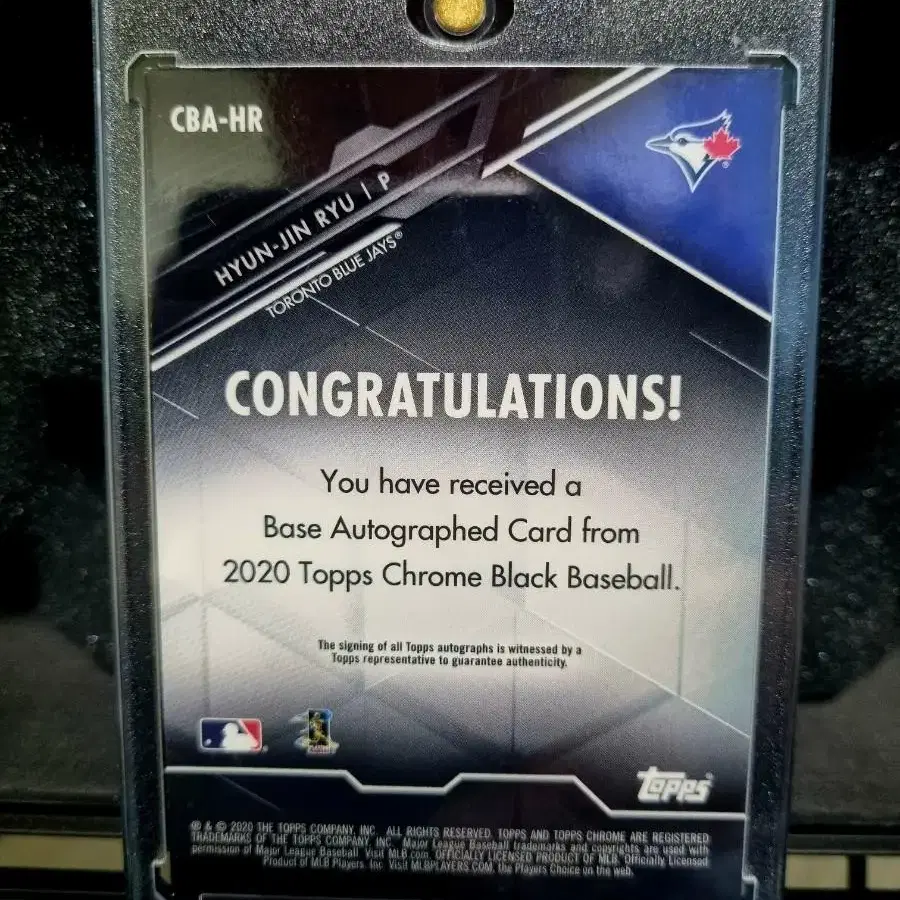 CBA-HR
HYUN-JIN RYU | P
TORONTO BLUE JAYS®
CONGRATULATIONS!
You have received a
Base Autographed Card from
2020 Topps Chrome Black Baseball.
The signing of all Topps autographs is witnessed by a
Topps representative to guarantee authenticity.
topps
® & © 2020 THE TOPPS COMPANY, INC. ALL RIGHTS RESERVED. TOPPS AND TOPPS CHROME ARE REGISTERED
TRADEMARKS OF THE TOPPS COMPANY, INC. Major League Baseball trademarks and copyrights are used with
permission of Major League Baseball. Visit MLB.com. OFFICIALLY LICENSED PRODUCT OF MLB. Officially Licensed
Product of MLB Players, Inc. Visit MLBPLAYERS.COM, the Players Choice on the web.